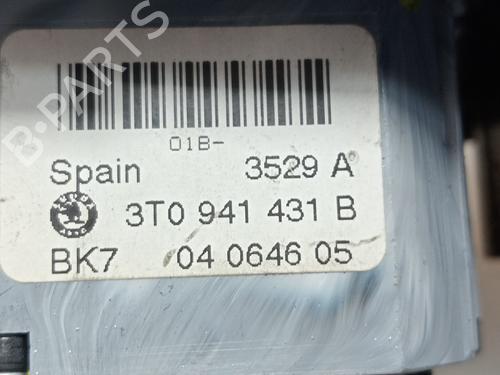 B-PARTS
01B-
Spain 3529 A
3T0 941 431 B
BK7 04 0646 05